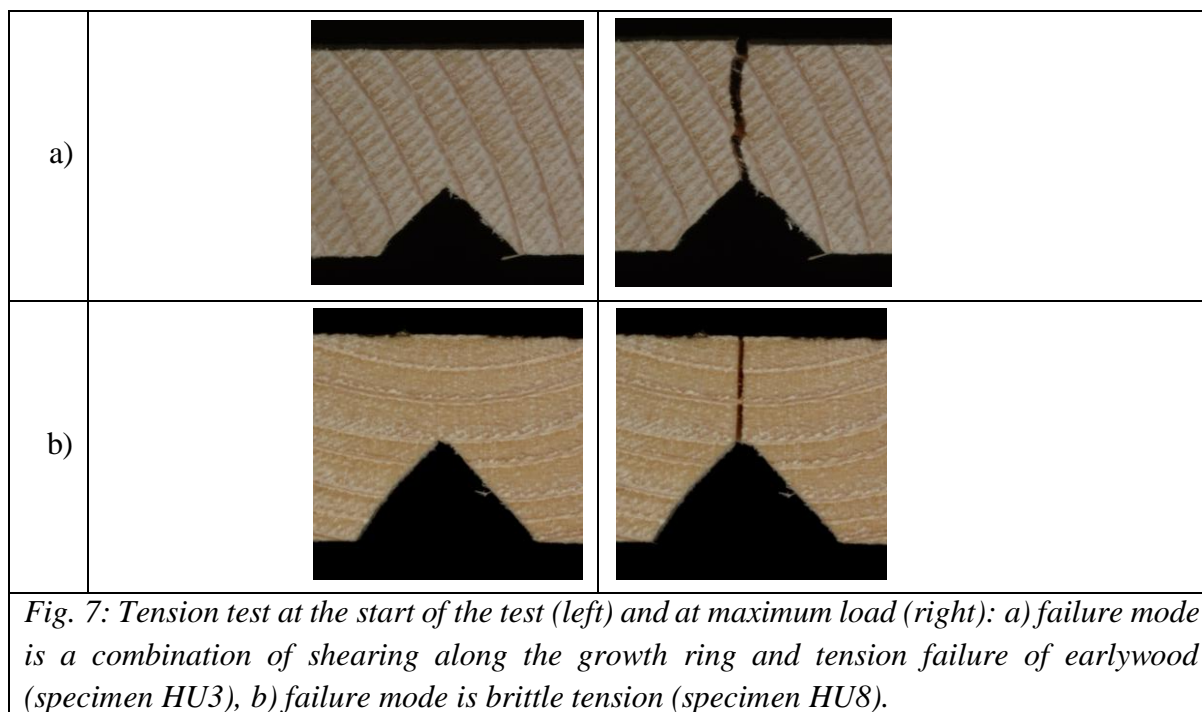 a)
b)
Fig. 7: Tension test at the start of the test (left) and at maximum load (right): a) failure mode
is a combination of shearing along the growth ring and tension failure of earlywood
(specimen HU3), b) failure mode is brittle tension (specimen HU8).